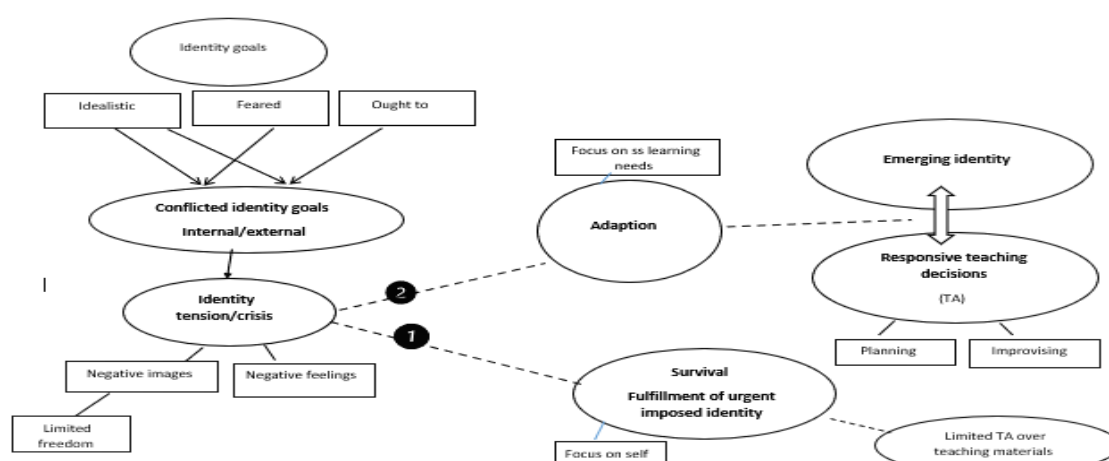 Identity goals
Idealistic
Feared
Ought to
Conflicted identity goals
Internal/external
Identity
tension/crisis
Negative images
Negative feelings
Limited
freedom
2
1
Focus on ss learning
needs
Adaption
Emerging identity
Responsive teaching
decisions
(TA)
Planning
Improvising
Survival
Fulfillment of urgent
imposed identity
Focus on self
Limited TA over
teaching materials